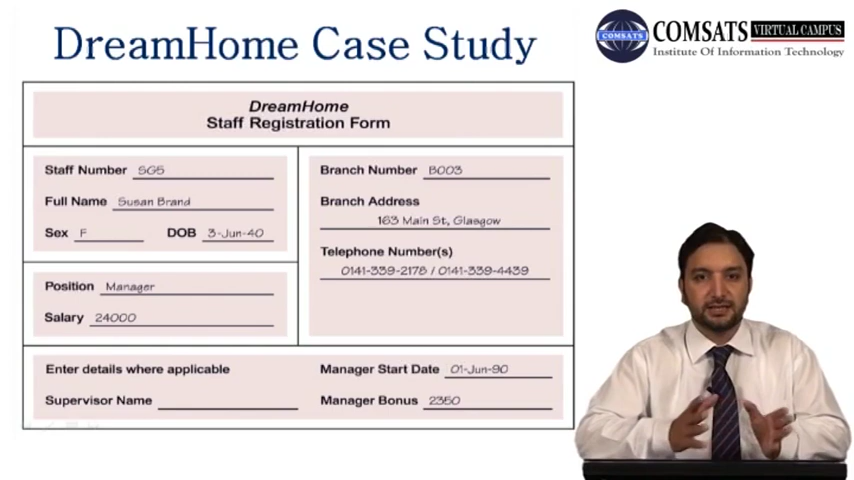 DreamHome Case Study
COMSATS
COMSATS VIRTUAL CAMPUS
Institute Of Information Technology
DreamHome
Staff Registration Form
Staff Number SG5
Full Name Susan Brand
Sex F DOB 3-Jun-40
Position Manager
Salary 24000
Branch Number B003
Branch Address
163 Main St, Glasgow
Telephone Number(s)
0141-339-2178 / 0141-339-4439
Enter details where applicable
Supervisor Name
Manager Start Date 01-Jun-90
Manager Bonus 2350